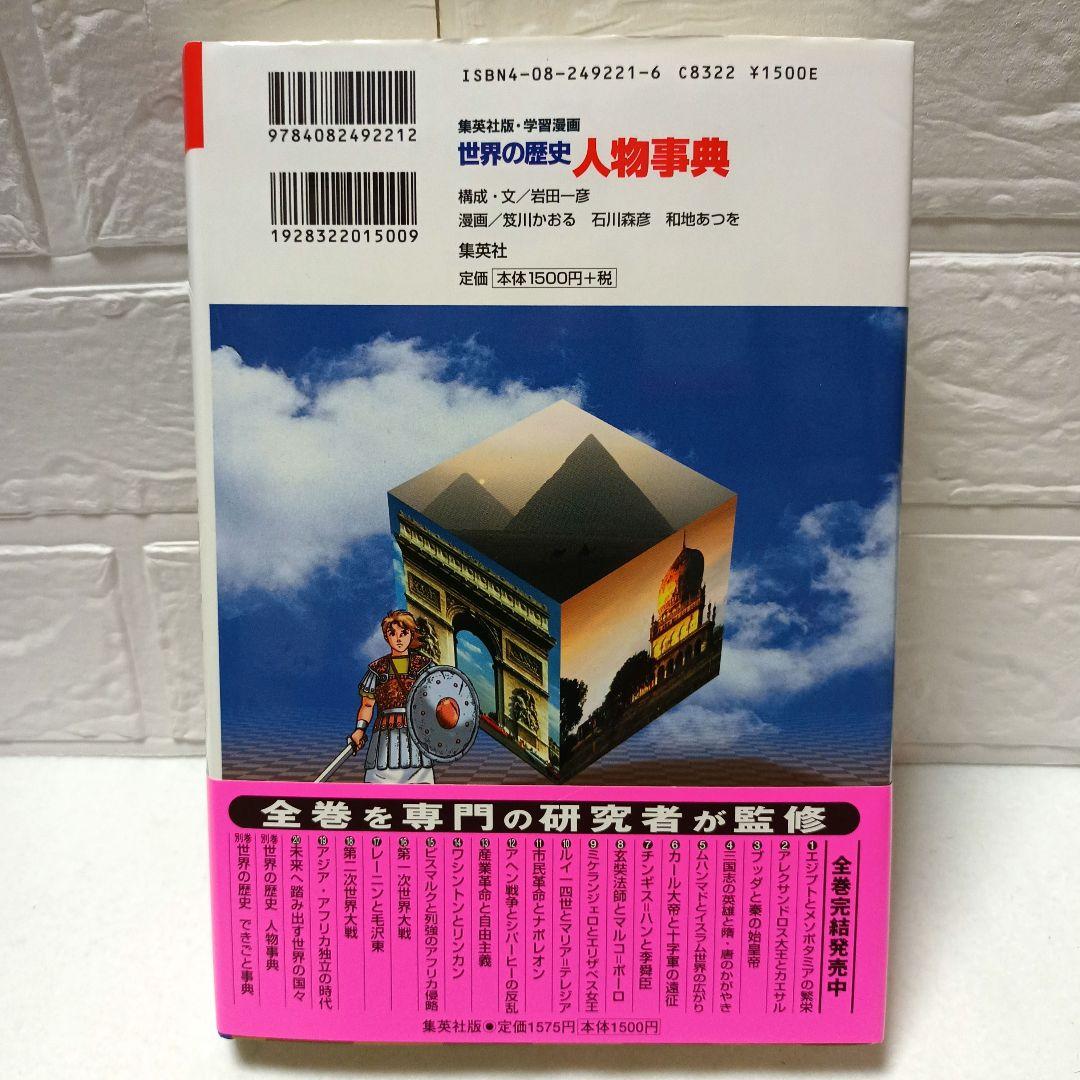 ISBN4-08-249221-6 C8322 ¥1500E
9784082492212
1928322015009
集英社版・学習漫画
世界の歴史 人物事典
構成・文／岩田一彦
漫画／笈川かおる 石川森彦 和地あつを
集英社
定価 本体1500円+税
全巻を専門の研究者が監修
全巻完結発売中
❶エジプトとメソポタミアの繁栄
❷アレクサンドロス大王とカエサル
❸ブッダと秦の始皇帝
❹三国志の英雄と隋・唐のかがやき
❺ムハンマドとイスラム世界の広がり
❻カール大帝と十字軍の遠征
❼チンギス=ハンと李舜臣
❽玄奘法師とマルコ=ポーロ
❾ミケランジェロとエリザベス女王
❿ルイ一四世とマリア=テレジア
⓫市民革命とナポレオン
⓬アヘン戦争とシパーヒーの反乱
⓭産業革命と自由主義
⓮ワシントンとリンカン
⓯ビスマルクと列強のアフリカ侵略
⓰第一次世界大戦
⓱レーニンと毛沢東
⓲第二次世界大戦
⓳アジア・アフリカ独立の時代
⓴未来へ踏み出す世界の国々
別巻 世界の歴史 人物事典
別巻 世界の歴史 できごと事典
集英社版●定価1575円 本体1500円